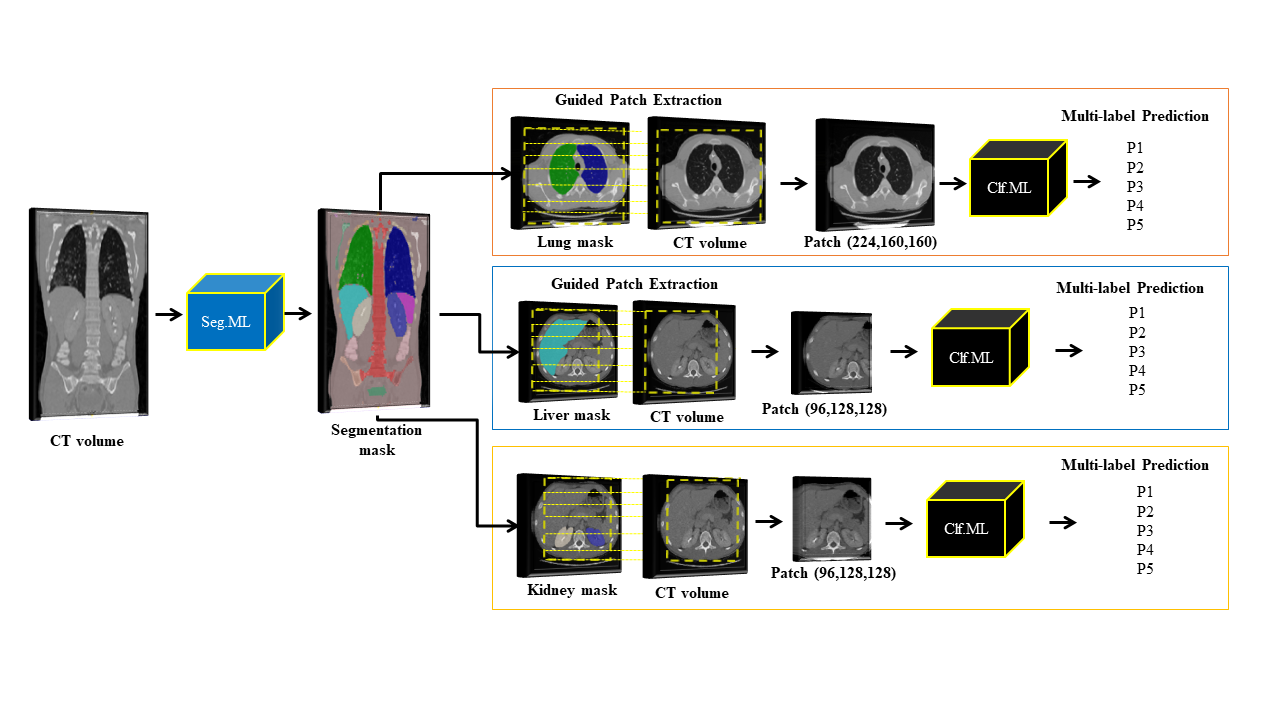 CT volume
Seg.ML
Segmentation
mask
Guided Patch Extraction
Lung mask
CT volume
Patch (224,160,160)
Clf.ML
Multi-label Prediction
P1
P2
P3
P4
P5
Guided Patch Extraction
Liver mask
CT volume
Patch (96,128,128)
Clf.ML
Multi-label Prediction
P1
P2
P3
P4
P5
Kidney mask
CT volume
Patch (96,128,128)
Clf.ML
Multi-label Prediction
P1
P2
P3
P4
P5